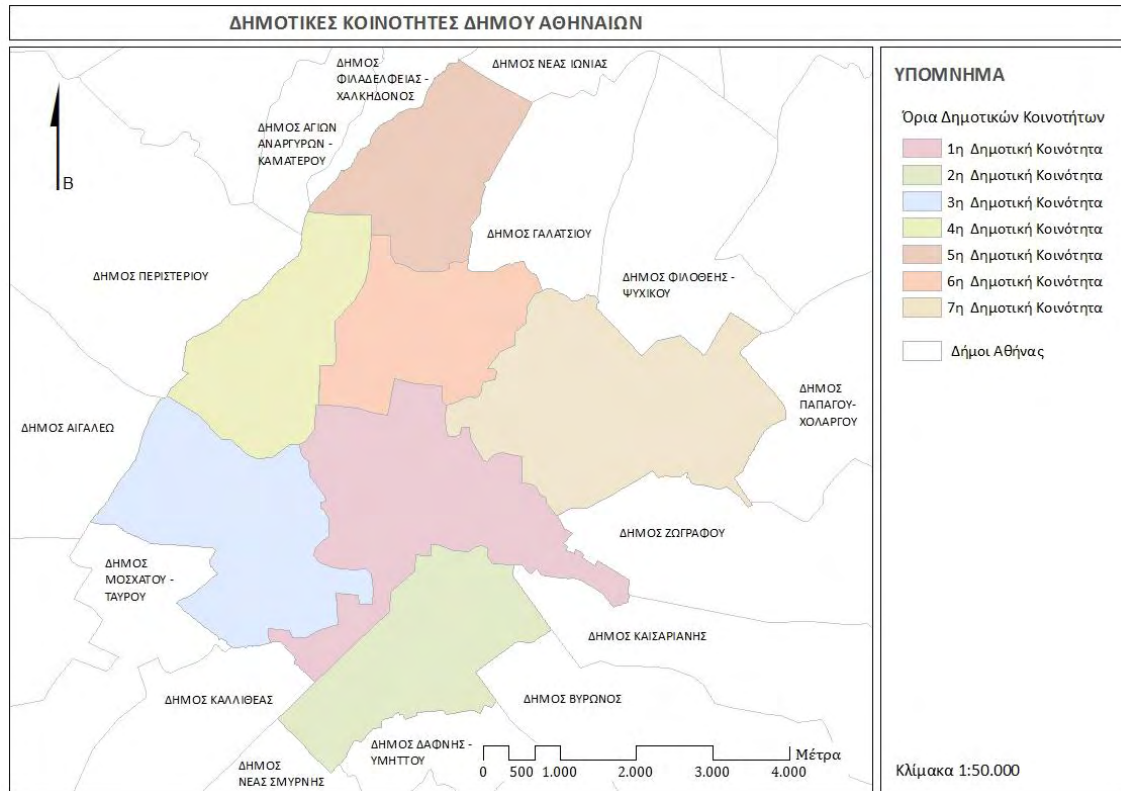 ΔΗΜΟΤΙΚΕΣ ΚΟΙΝΟΤΗΤΕΣ ΔΗΜΟΥ ΑΘΗΝΑΙΩΝ
Β
ΔΗΜΟΣ
ΦΙΛΑΔΕΛΦΕΙΑΣ -
ΧΑΛΚΗΔΟΝΟΣ
ΔΗΜΟΣ ΝΕΑΣ ΙΩΝΙΑΣ
ΔΗΜΟΣ ΑΓΙΩΝ
ΑΝΑΡΓΥΡΩΝ -
ΚΑΜΑΤΕΡΟΥ
ΔΗΜΟΣ ΓΑΛΑΤΣΙΟΥ
ΔΗΜΟΣ ΠΕΡΙΣΤΕΡΙΟΥ
ΔΗΜΟΣ ΦΙΛΟΘΕΗΣ -
ΨΥΧΙΚΟΥ
ΔΗΜΟΣ
ΠΑΠΑΓΟΥ-
ΧΟΛΑΡΓΟΥ
ΔΗΜΟΣ ΑΙΓΑΛΕΩ
ΔΗΜΟΣ ΖΩΓΡΑΦΟΥ
ΔΗΜΟΣ
ΜΟΣΧΑΤΟΥ -
ΤΑΥΡΟΥ
ΔΗΜΟΣ ΚΑΙΣΑΡΙΑΝΗΣ
ΔΗΜΟΣ ΚΑΛΛΙΘΕΑΣ
ΔΗΜΟΣ ΒΥΡΩΝΟΣ
ΔΗΜΟΣ ΔΑΦΝΗΣ -
ΥΜΗΤΤΟΥ
ΔΗΜΟΣ
ΝΕΑΣ ΣΜΥΡΝΗΣ
Μέτρα
0 500 1.000 2.000 3.000 4.000
ΥΠΟΜΝΗΜΑ
Όρια Δημοτικών Κοινοτήτων
1η Δημοτική Κοινότητα
2η Δημοτική Κοινότητα
3η Δημοτική Κοινότητα
4η Δημοτική Κοινότητα
5η Δημοτική Κοινότητα
6η Δημοτική Κοινότητα
7η Δημοτική Κοινότητα
Δήμοι Αθήνας
Κλίμακα 1:50.000